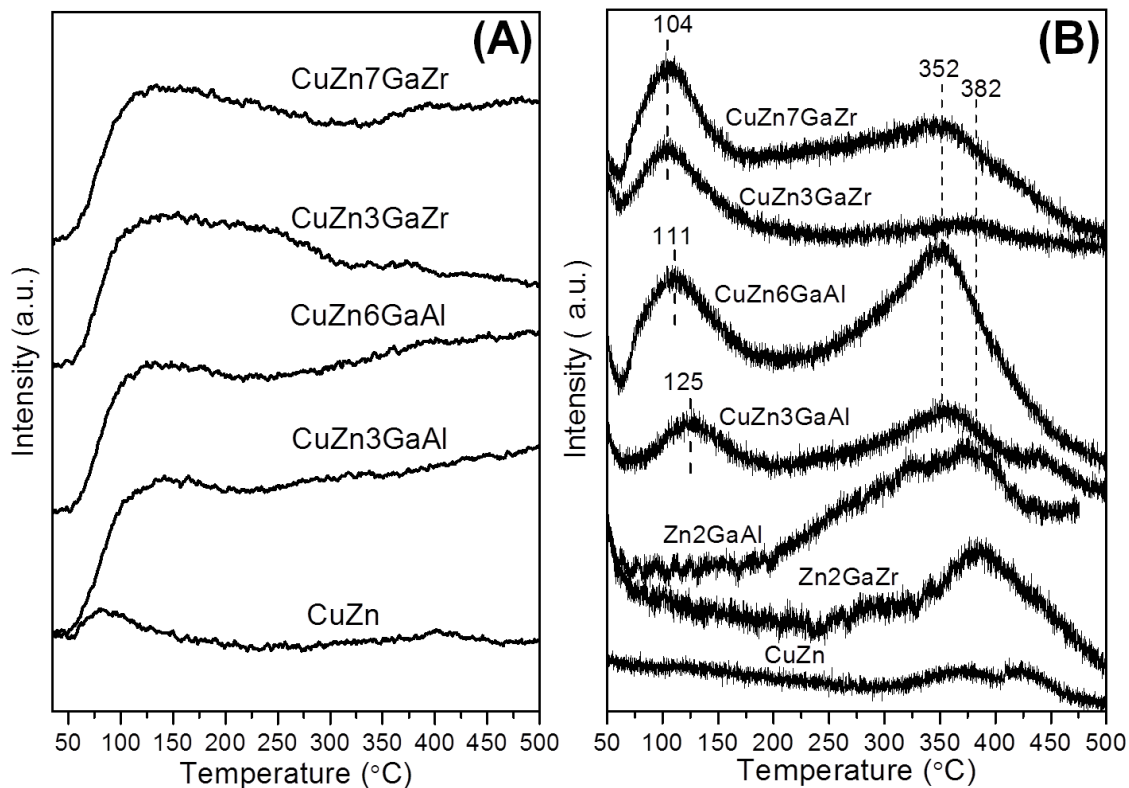 (A)
CuZn7GaZr
CuZn3GaZr
CuZn6GaAl
CuZn3GaAl
CuZn
Intensity (a.u.)
50 100 150 200 250 300 350 400 450 500
Temperature (°C)
(B)
104
352
382
CuZn7GaZr
CuZn3GaZr
111
CuZn6GaAl
125
CuZn3GaAl
Zn2GaAl
Zn2GaZr
CuZn
Intensity ( a.u.)
50 100 150 200 250 300 350 400 450 500
Temperature (°C)